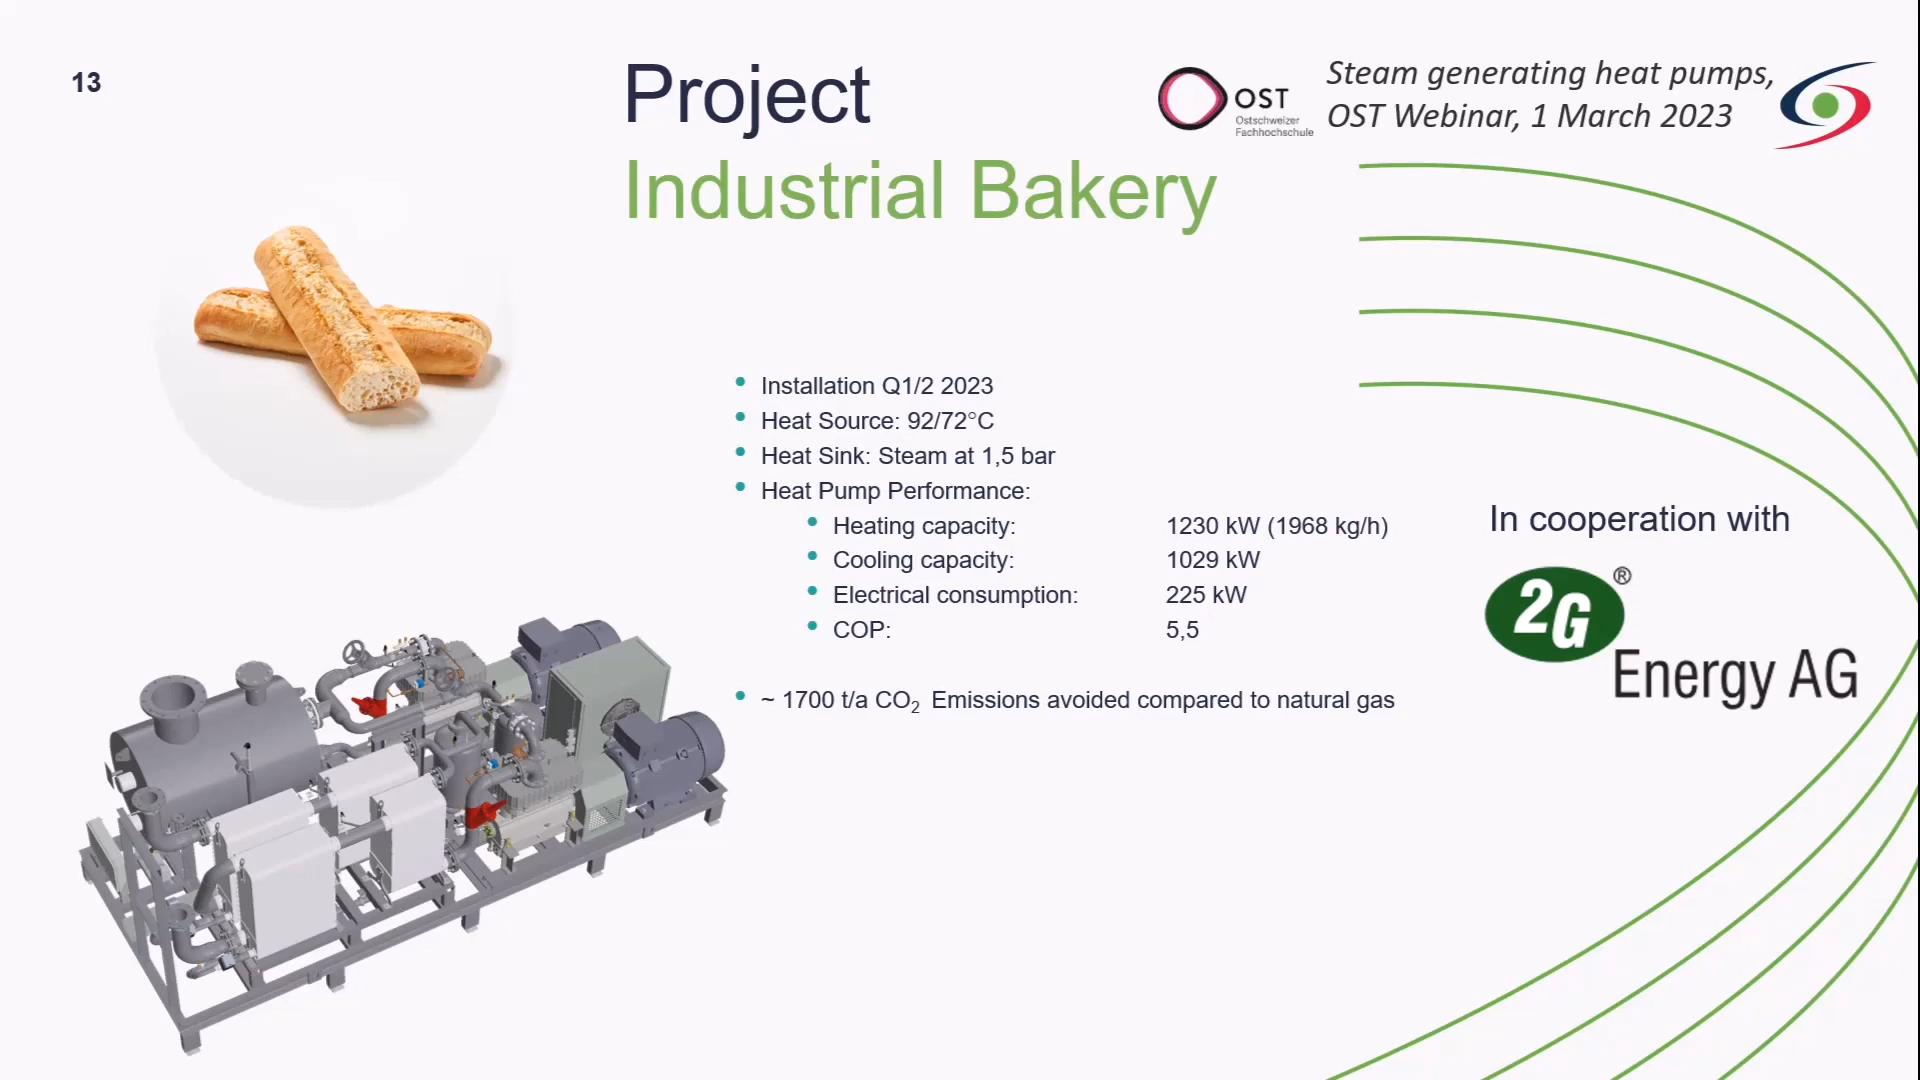 13
Project
Industrial Bakery
OST
Ostschweizer
Fachhochschule
Steam generating heat pumps,
OST Webinar, 1 March 2023
• Installation Q1/2 2023
• Heat Source: 92/72°C
• Heat Sink: Steam at 1,5 bar
• Heat Pump Performance:
• Heating capacity: 1230 kW (1968 kg/h)
• Cooling capacity: 1029 kW
• Electrical consumption: 225 kW
• COP: 5,5
• ~ 1700 t/a CO₂ Emissions avoided compared to natural gas
In cooperation with
2G®
Energy AG